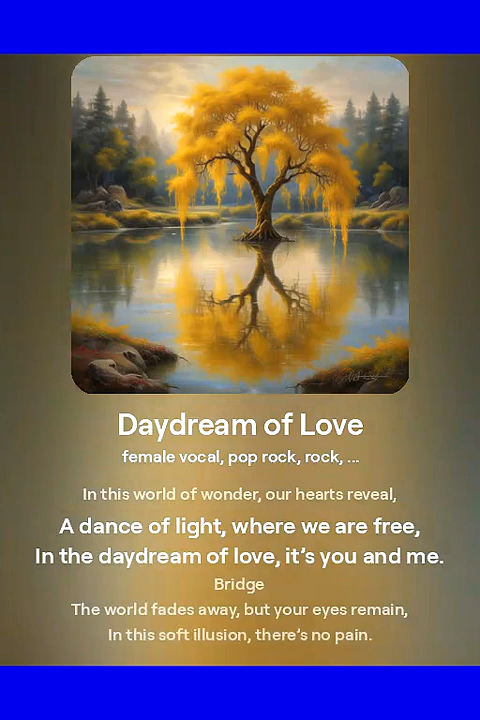 Daydream of Love
female vocal, pop rock, rock, ...
In this world of wonder, our hearts reveal,
A dance of light, where we are free,
In the daydream of love, it's you and me.
Bridge
The world fades away, but your eyes remain,
In this soft illusion, there's no pain.